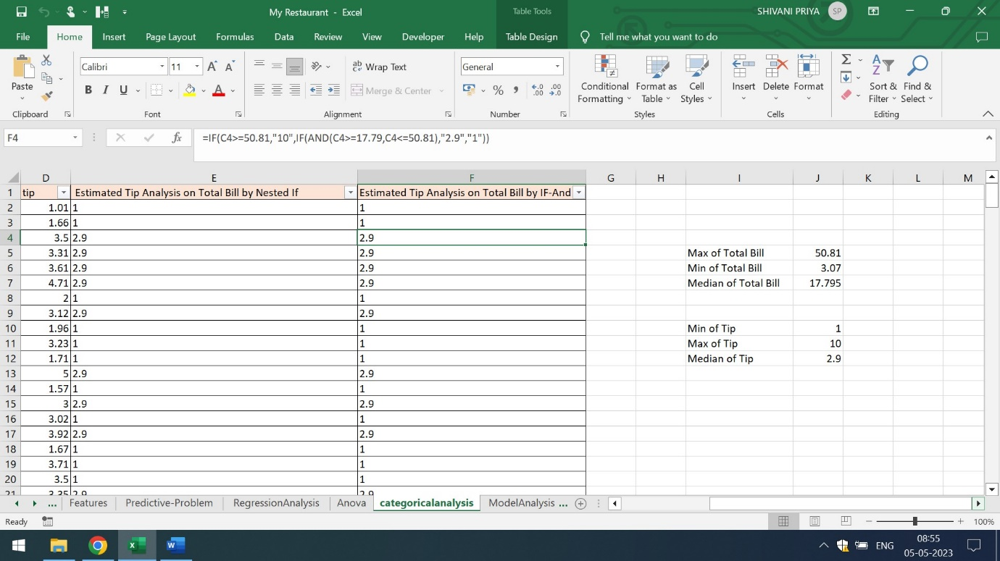 My Restaurant - Excel
Table Tools
SHIVANI PRIYA SP
File Home Insert Page Layout Formulas Data Review View Developer Help Table Design Tell me what you want to do
Calibri 11 ab Wrap Text General
Paste B I U A Merge & Center % Conditional Formatting Format as Table Cell Styles Insert Delete Format Sort & Filter Find & Select
Clipboard Font Alignment Number Styles Cells Editing
F4 fx =IF(C4>=50.81,"10",IF(AND(C4>=17.79,C4<=50.81),"2.9","1"))
D E F G H I J K L M
1 tip Estimated Tip Analysis on Total Bill by Nested If Estimated Tip Analysis on Total Bill by IF-And
2 1.01 1 1
3 1.66 1 1
4 3.5 2.9 2.9
5 3.31 2.9 2.9 Max of Total Bill 50.81
6 3.61 2.9 2.9 Min of Total Bill 3.07
7 4.71 2.9 2.9 Median of Total Bill 17.795
8 2 1 1
9 3.12 2.9 2.9
10 1.96 1 1 Min of Tip 1
11 3.23 1 1 Max of Tip 10
12 1.71 1 1 Median of Tip 2.9
13 5 2.9 2.9
14 1.57 1 1
15 3 2.9 2.9
16 3.02 1 1
17 3.92 2.9 2.9
18 1.67 1 1
19 3.71 1 1
20 3.5 1 1
21 3.35 2.9 2.9
... Features Predictive-Problem RegressionAnalysis Anova categoricalanalysis ModelAnalysis ...
Ready 100%
ENG 08:55
05-05-2023